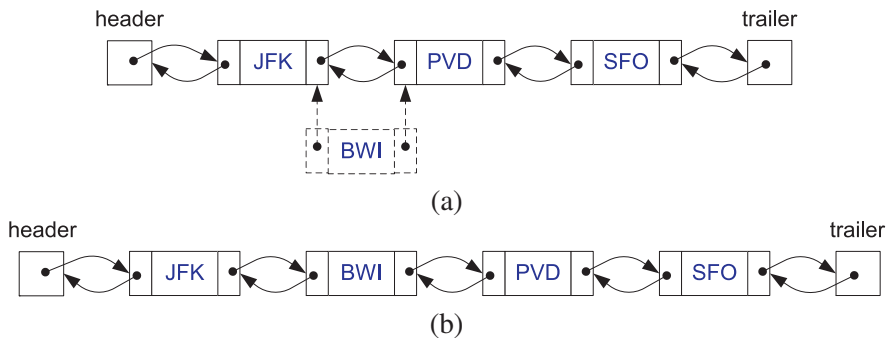 header trailer
JFK PVD SFO
BWI
(a)
header trailer
JFK BWI PVD SFO
(b)